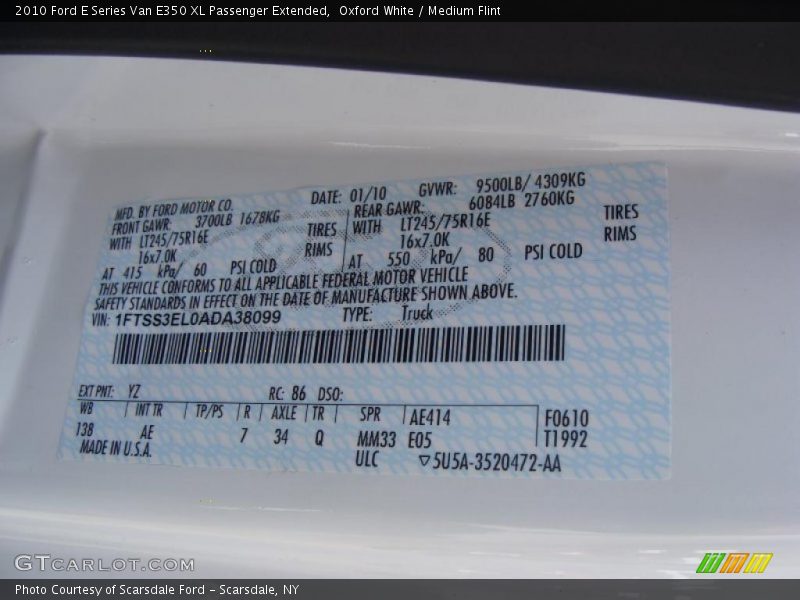 2010 Ford E Series Van E350 XL Passenger Extended, Oxford White / Medium Flint
MFD. BY FORD MOTOR CO. DATE: 01/10 GVWR: 9500LB/ 4309KG
FRONT GAWR: 3700LB 1678KG REAR GAWR: 6084LB 2760KG
WITH LT245/75R16E TIRES WITH LT245/75R16E TIRES
16x7.0K RIMS 16x7.0K RIMS
AT 415 kPa/ 60 PSI COLD AT 550 kPa/ 80 PSI COLD
THIS VEHICLE CONFORMS TO ALL APPLICABLE FEDERAL MOTOR VEHICLE
SAFETY STANDARDS IN EFFECT ON THE DATE OF MANUFACTURE SHOWN ABOVE.
VIN: 1FTSS3EL0ADA38099 TYPE: Truck
EXT PNT: YZ RC: 86 DSO:
WB INT TR TP/PS R AXLE TR SPR AE414 F0610
138 AE 7 34 Q MM33 E05 T1992
MADE IN U.S.A. ULC ▽5U5A-3520472-AA
GTCARLOT.COM
Photo Courtesy of Scarsdale Ford - Scarsdale, NY